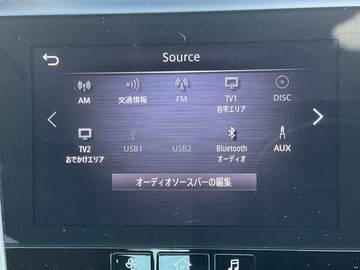 Source
AM
交通情報
FM
TV1
自宅エリア
DISC
TV2
おでかけエリア
USB1
USB2
Bluetooth
オーディオ
AUX
オーディオソースバーの編集